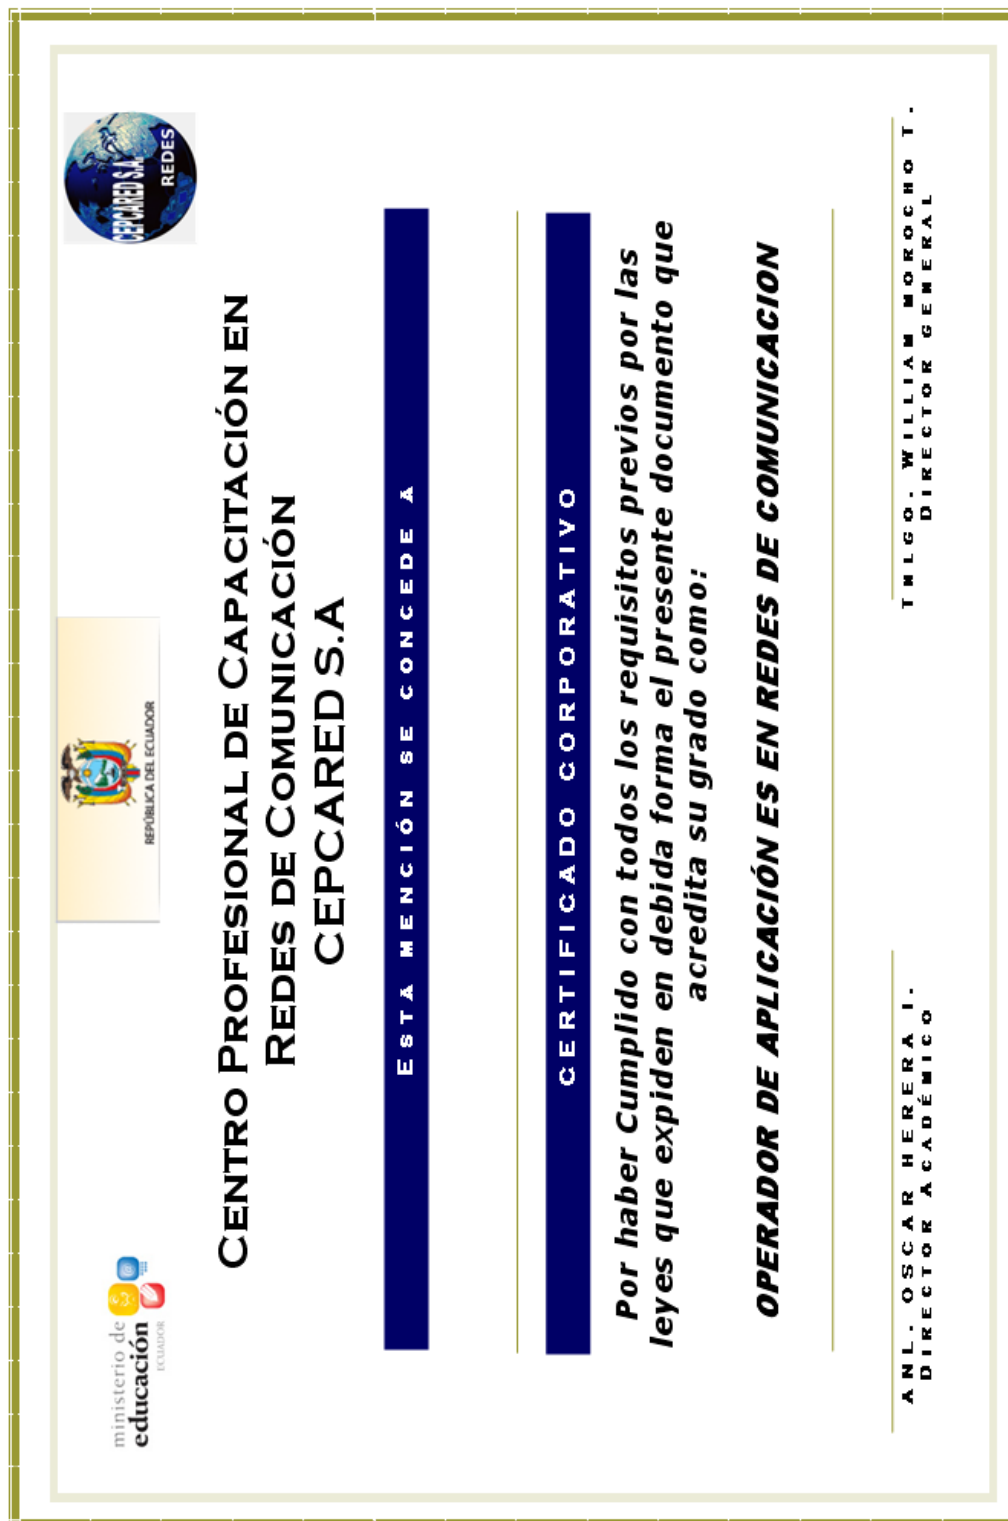 ministerio de
educación
ECUADOR
REPÚBLICA DEL ECUADOR
CEPCARED S.A.
REDES
CENTRO PROFESIONAL DE CAPACITACIÓN EN
REDES DE COMUNICACIÓN
CEPCARED S.A
ESTA MENCIÓN SE CONCEDE A
CERTIFICADO CORPORATIVO
Por haber Cumplido con todos los requisitos previos por las
leyes que expiden en debida forma el presente documento que
acredita su grado como:
OPERADOR DE APLICACIÓN ES EN REDES DE COMUNICACION
ANL. OSCAR HERERA I.
DIRECTOR ACADÉMICO
TNLGO. WILLIAM MOROCHO T.
DIRECTOR GENERAL